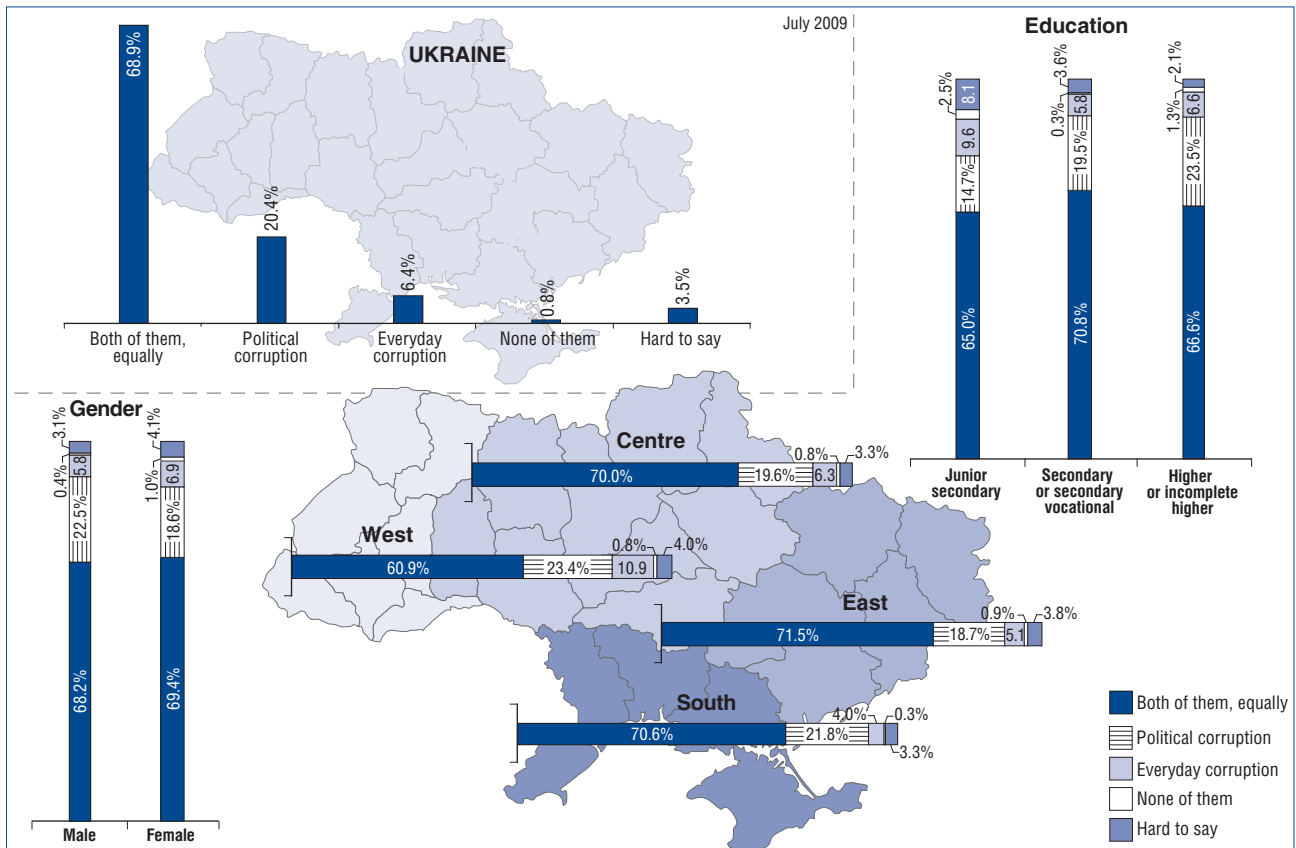 July 2009
UKRAINE
68.9%
20.4%
6.4%
0.8%
3.5%
Both of them,
equally
Political
corruption
Everyday
corruption
None of them
Hard to say
Education
2.5%
8.1
9.6
14.7%
65.0%
3.6%
0.3%
5.8
19.5%
70.8%
2.1%
1.3%
6.6
23.5%
66.6%
Junior
secondary
Secondary
or secondary
vocational
Higher
or incomplete
higher
Gender
3.1%
0.4%
5.8
22.5%
68.2%
4.1%
1.0%
6.9
18.6%
69.4%
Male
Female
Centre
70.0%
19.6%
6.3
0.8%
3.3%
West
60.9%
23.4%
10.9
0.8%
4.0%
East
71.5%
18.7%
5.1
0.9%
3.8%
South
70.6%
21.8%
4.0%
0.3%
3.3%
Both of them, equally
Political corruption
Everyday corruption
None of them
Hard to say